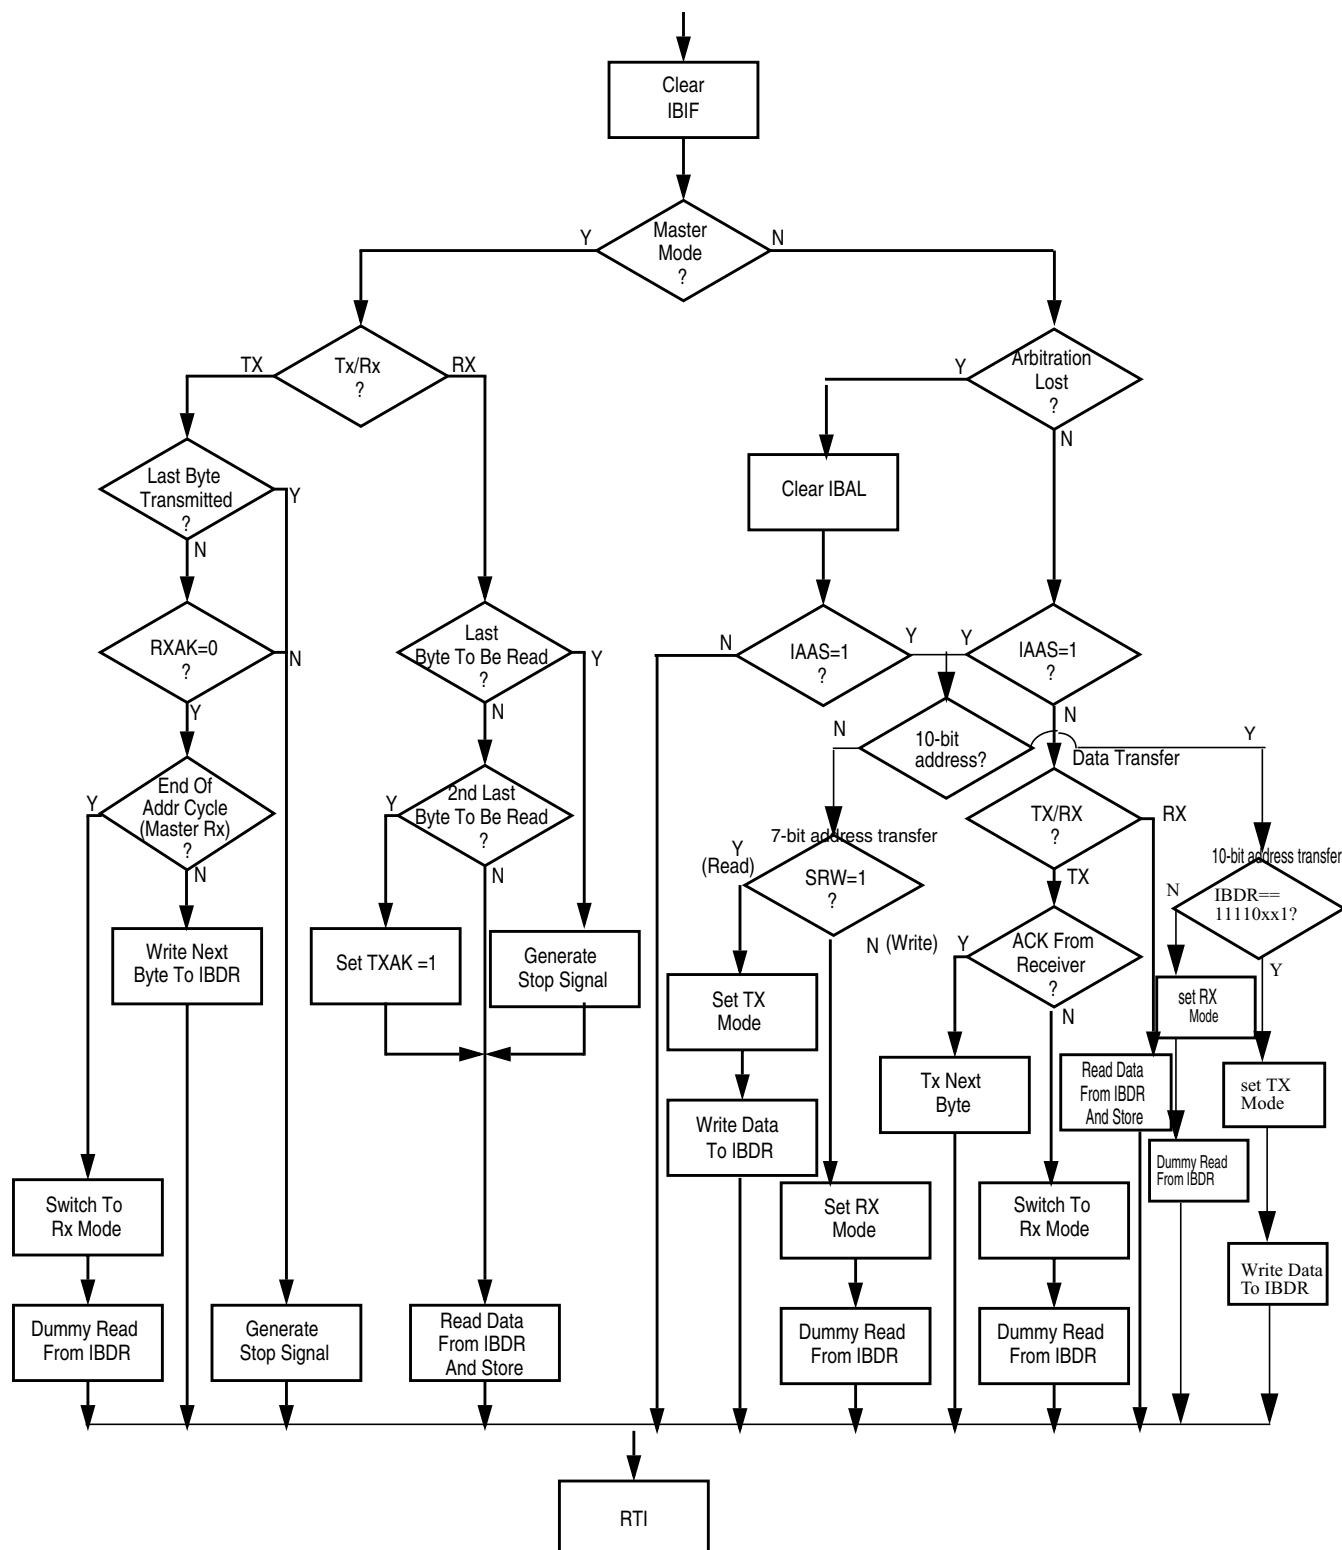 Clear
IBIF
Master
Mode
?
Y
N
Tx/Rx
?
TX
RX
Arbitration
Lost
?
Y
N
Last Byte
Transmitted
?
Y
N
Clear IBAL
RXAK=0
?
N
Y
Last
Byte To Be Read
?
Y
N
IAAS=1
?
N
Y
IAAS=1
?
Y
N
10-bit
address?
N
Y
Data Transfer
End Of
Addr Cycle
(Master Rx)
?
Y
N
2nd Last
Byte To Be Read
?
Y
N
7-bit address transfer
SRW=1
?
Y
(Read)
N (Write)
TX/RX
?
RX
TX
10-bit address transfer
IBDR==
11110xx1?
N
Y
Write Next
Byte To IBDR
Set TXAK =1
Generate
Stop Signal
Set TX
Mode
ACK From
Receiver
?
Y
N
set RX
Mode
Write Data
To IBDR
Tx Next
Byte
Read Data
From IBDR
And Store
set TX
Mode
Dummy Read
From IBDR
Switch To
Rx Mode
Set RX
Mode
Switch To
Rx Mode
Write Data
To IBDR
Dummy Read
From IBDR
Generate
Stop Signal
Read Data
From IBDR
And Store
Dummy Read
From IBDR
Dummy Read
From IBDR
RTI